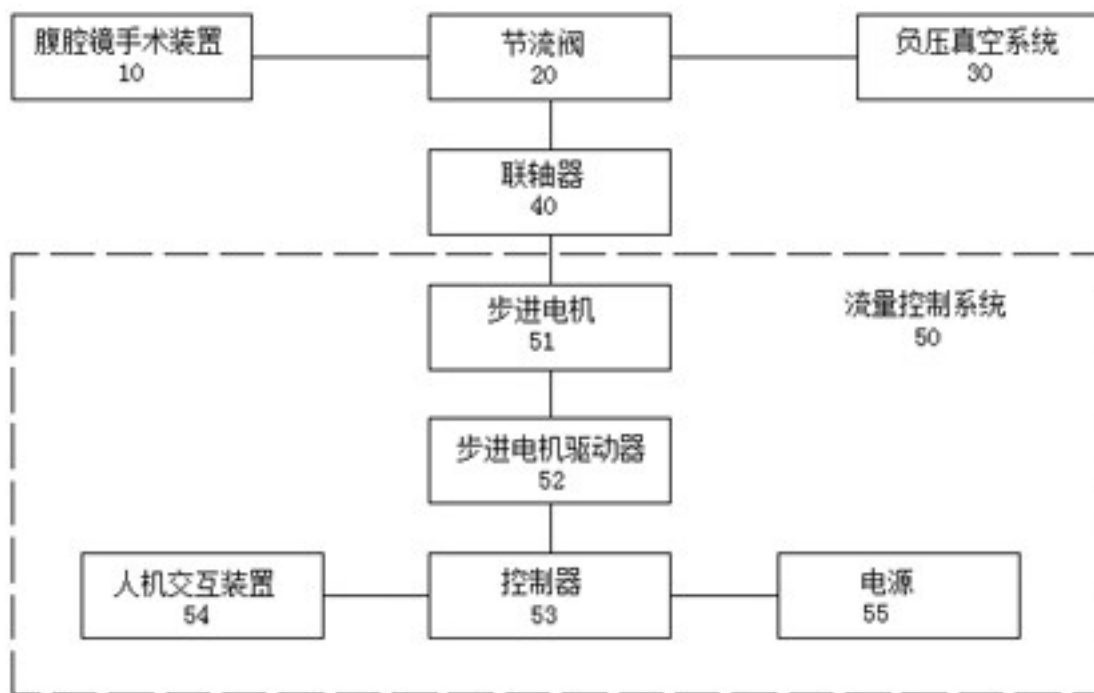 腹腔镜手术装置
10
节流阀
20
负压真空系统
30
联轴器
40
步进电机
51
流量控制系统
50
步进电机驱动器
52
人机交互装置
54
控制器
53
电源
55